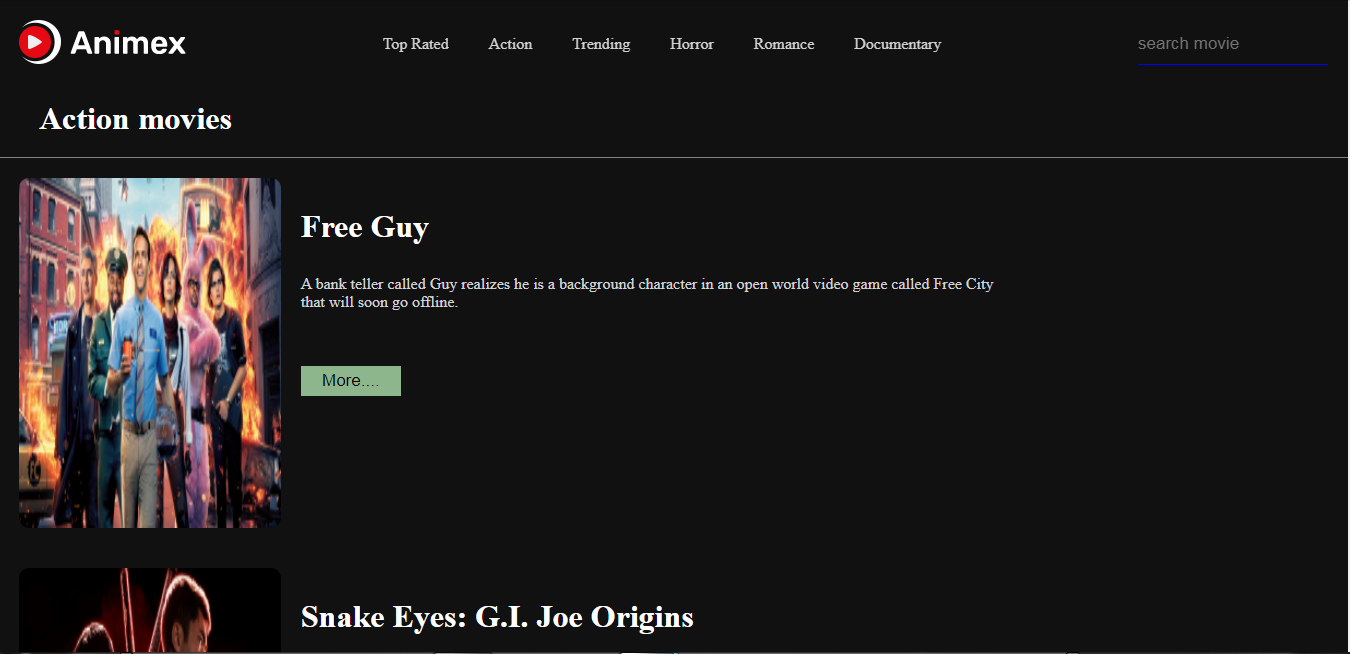 Animex
Top Rated Action Trending Horror Romance Documentary
search movie
Action movies
Free Guy
A bank teller called Guy realizes he is a background character in an open world video game called Free City
that will soon go offline.
More....
Snake Eyes: G.I. Joe Origins